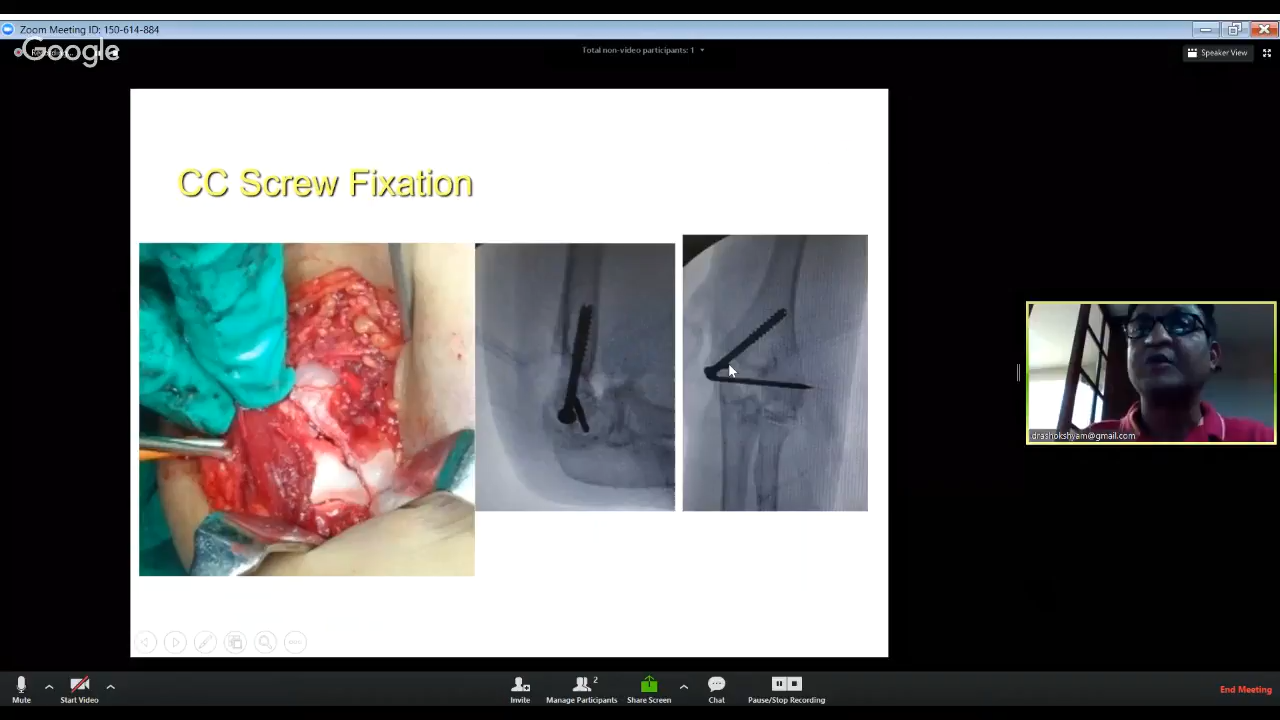 Zoom Meeting ID: 150-614-884
Google
Total non-video participants: 1
Speaker View
CC Screw Fixation
drashokshyam@gmail.com
Mute
Start Video
Invite
Manage Participants
2
Share Screen
Chat
Pause/Stop Recording
End Meeting